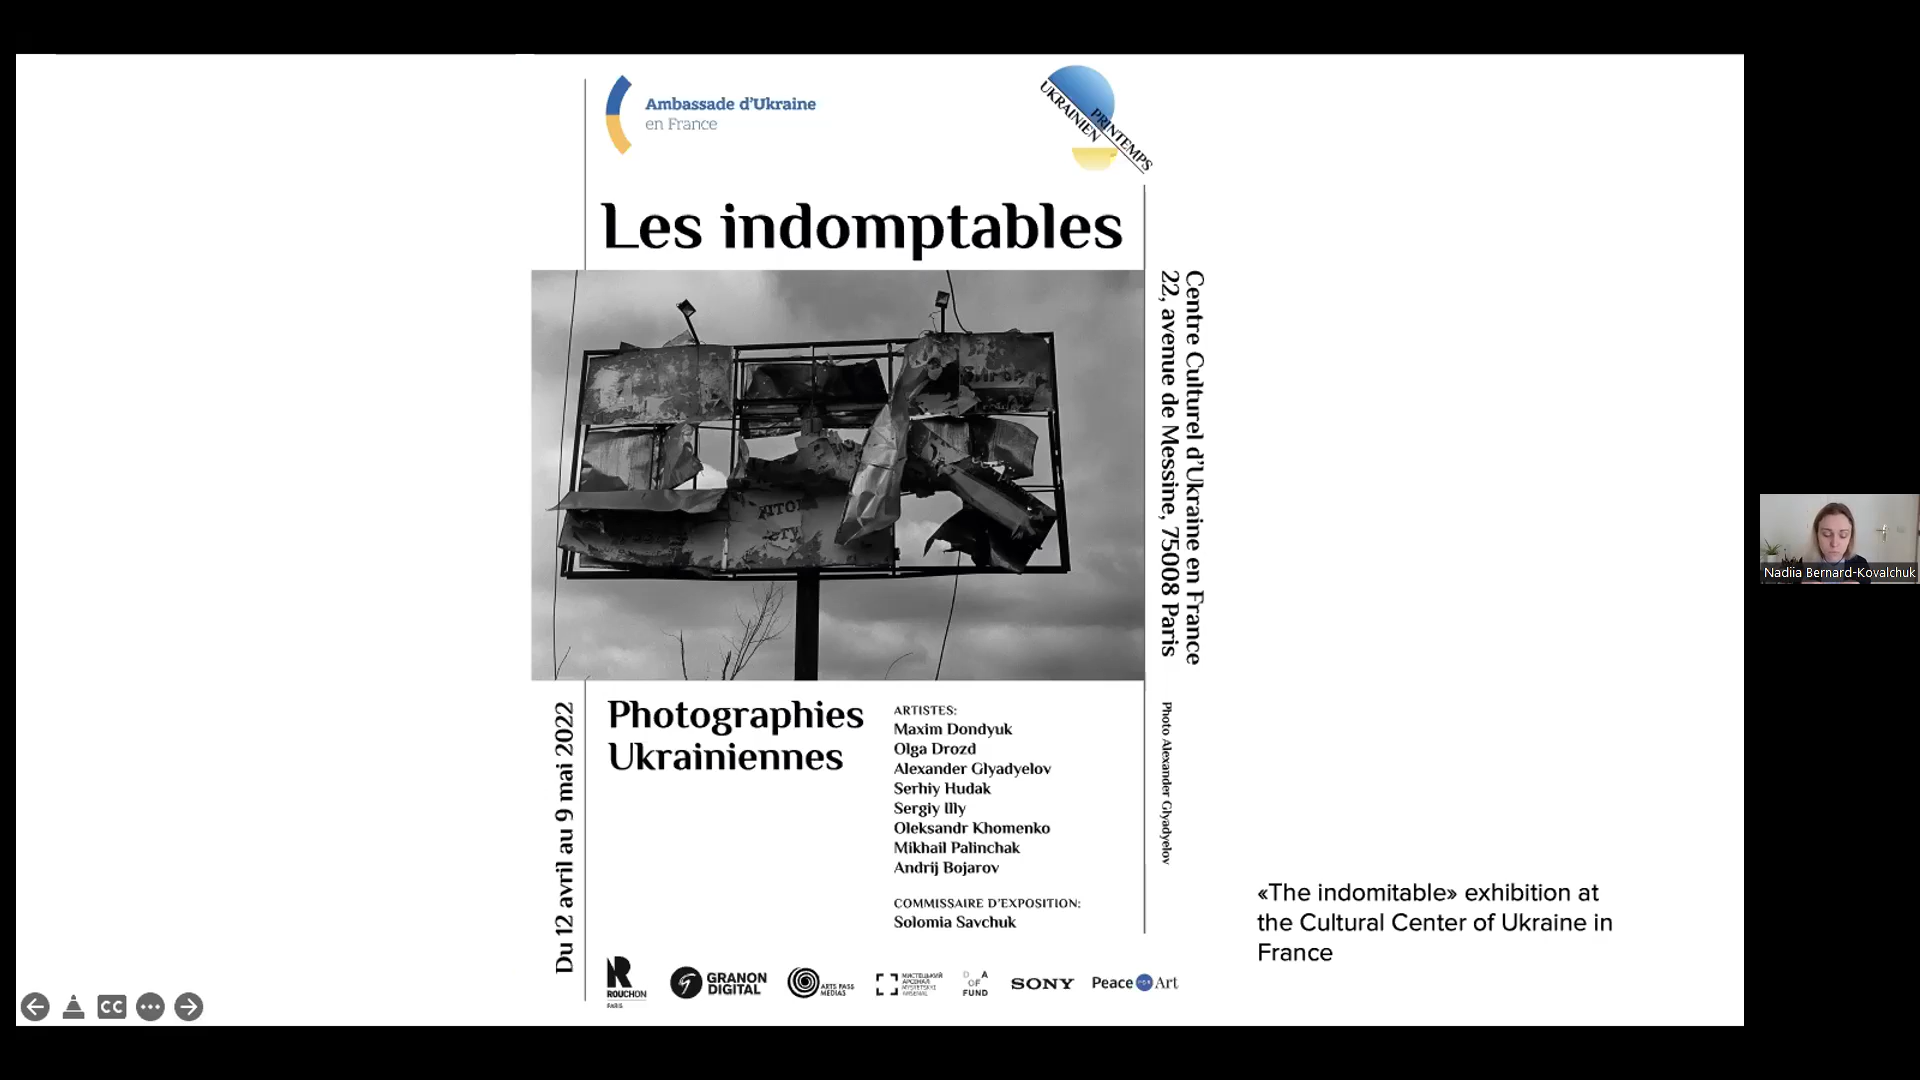 Ambassade d'Ukraine
en France
UKRAINIEN
PRINTEMPS
Les indomptables
Centre Culturel d'Ukraine en France
22, avenue de Messine, 75008 Paris
Du 12 avril au 9 mai 2022
Photographies
Ukrainiennes
ARTISTES:
Maxim Dondyuk
Olga Drozd
Alexander Glyadyelov
Serhiy Hudak
Sergiy Illy
Oleksandr Khomenko
Mikhail Palinchak
Andrij Bojarov
COMMISSAIRE D'EXPOSITION:
Solomia Savchuk
Photo Alexander Glyadyelov
«The indomitable» exhibition at
the Cultural Center of Ukraine in
France
R
ROUCHON
PARIS
GRANON
DIGITAL
ARTS PASS
MEDIAS
МИСТЕЦЬКИЙ
АРСЕНАЛ
MYSTETSKYI
ARSENAL
D A
OF
FUND
SONY
Peace for Art
CC
Nadiia Bernard-Kovalchuk